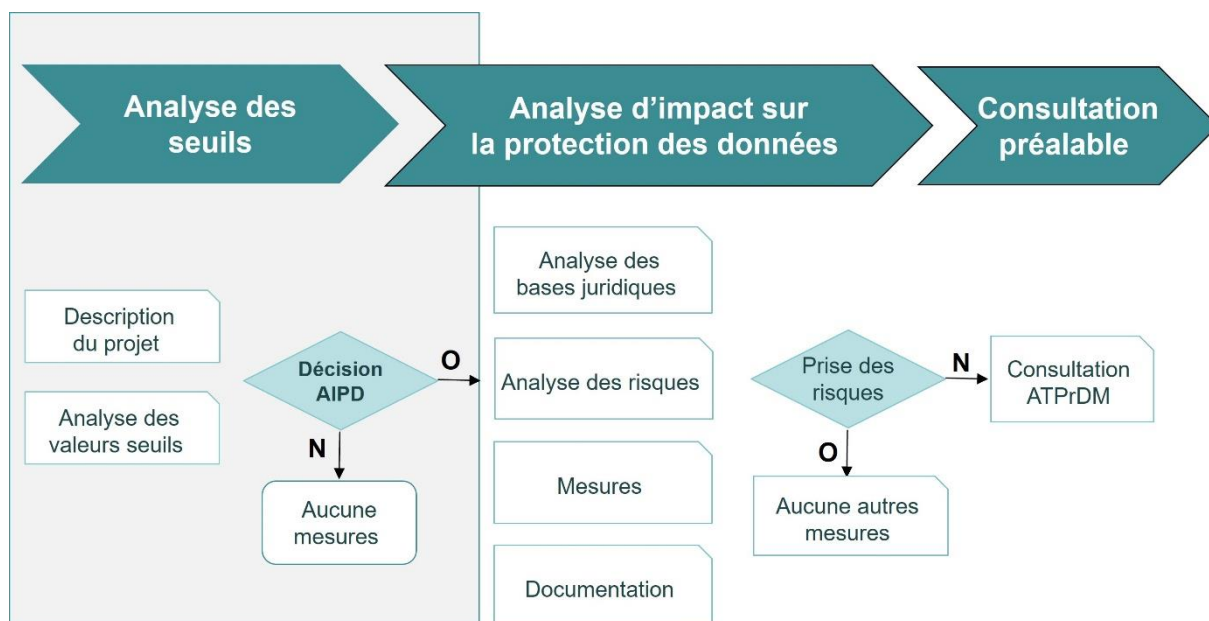 Analyse des
seuils
Analyse d'impact sur
la protection des données
Consultation
préalable
Description
du projet
Analyse des
valeurs seuils
Décision
AIPD
O
N
Aucune
mesures
Analyse des
bases juridiques
Analyse des risques
Mesures
Documentation
Prise des
risques
N
O
Consultation
ATPrDM
Aucune autres
mesures